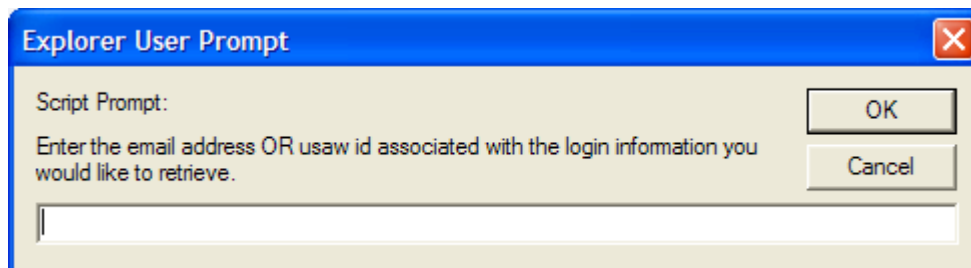 Explorer User Prompt
Script Prompt:
OK
Enter the email address OR usaw id associated with the login information you
would like to retrieve.
Cancel